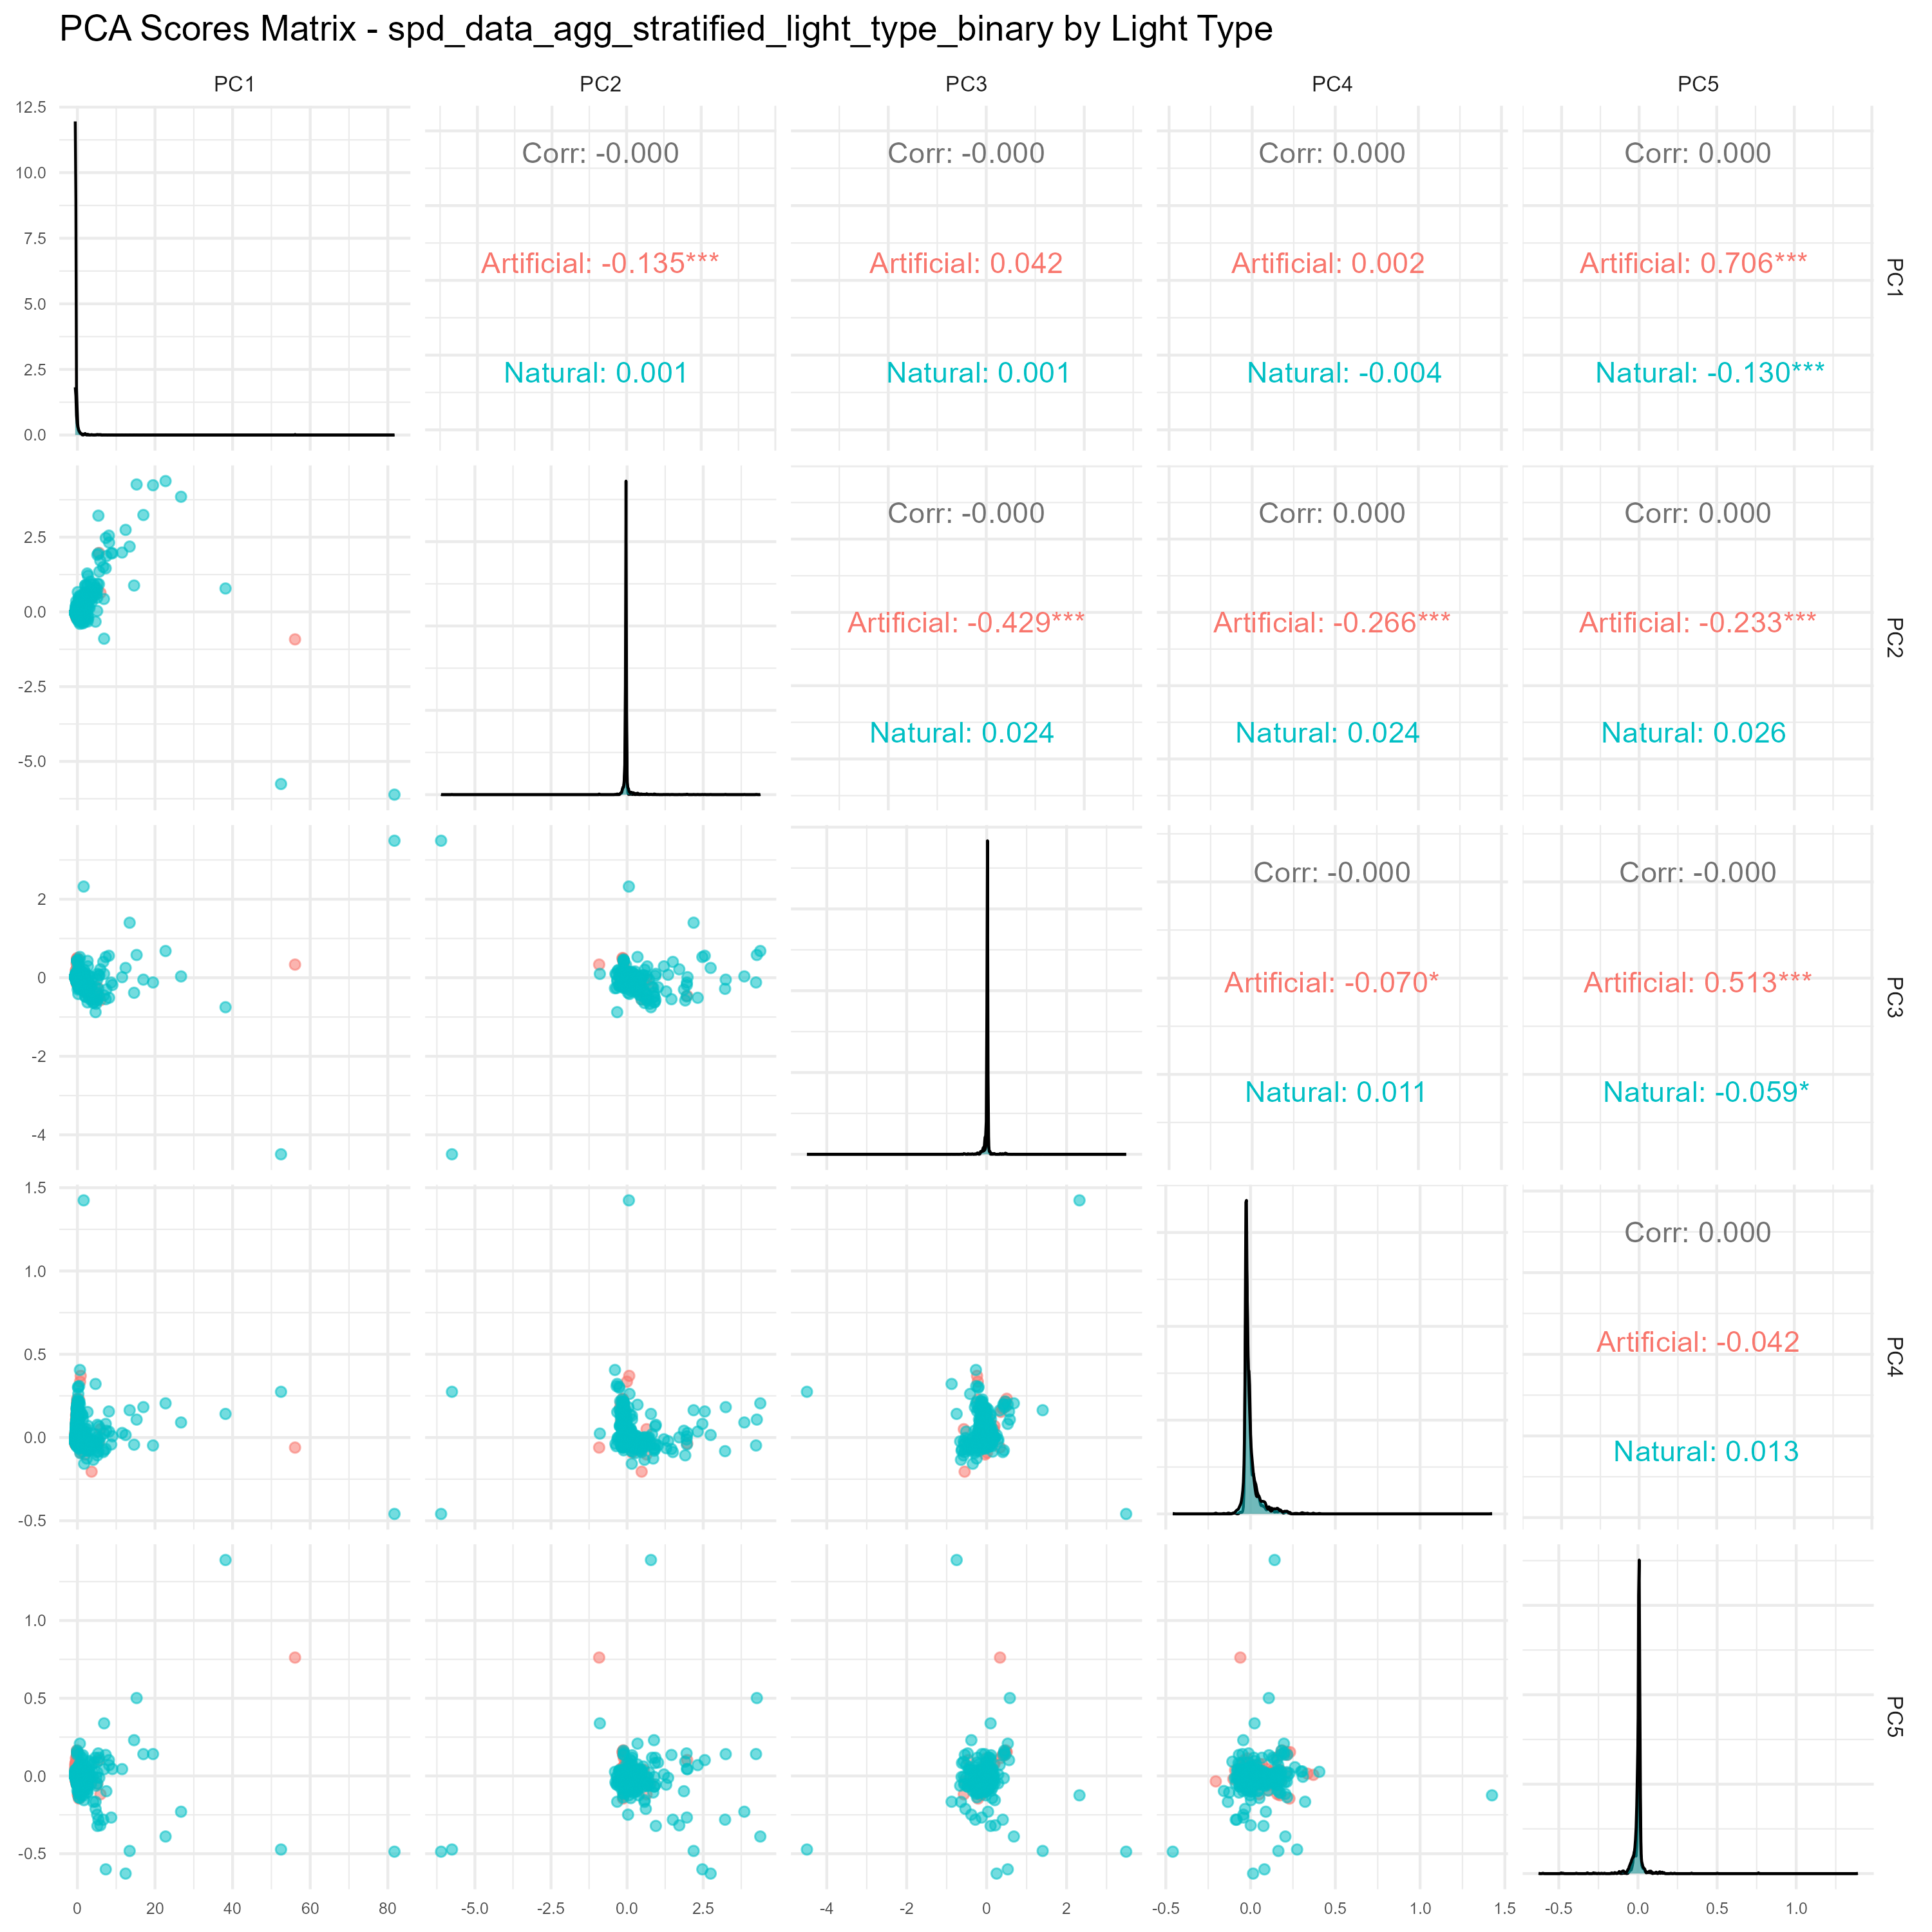 PCA Scores Matrix - spd_data_agg_stratified_light_type_binary by Light Type
PC1 PC2 PC3 PC4 PC5
12.5
10.0
7.5
5.0
2.5
0.0
Corr: -0.000
Artificial: -0.135***
Natural: 0.001
Corr: -0.000
Artificial: 0.042
Natural: 0.001
Corr: 0.000
Artificial: 0.002
Natural: -0.004
Corr: 0.000
Artificial: 0.706***
Natural: -0.130***
PC1
2.5
0.0
-2.5
-5.0
Corr: -0.000
Artificial: -0.429***
Natural: 0.024
Corr: 0.000
Artificial: -0.266***
Natural: 0.024
Corr: 0.000
Artificial: -0.233***
Natural: 0.026
PC2
2
0
-2
-4
Corr: -0.000
Artificial: -0.070*
Natural: 0.011
Corr: -0.000
Artificial: 0.513***
Natural: -0.059*
PC3
1.5
1.0
0.5
0.0
-0.5
Corr: 0.000
Artificial: -0.042
Natural: 0.013
PC4
1.0
0.5
0.0
-0.5
PC5
0 20 40 60 80
-5.0 -2.5 0.0 2.5
-4 -2 0 2
-0.5 0.0 0.5 1.0 1.5
-0.5 0.0 0.5 1.0